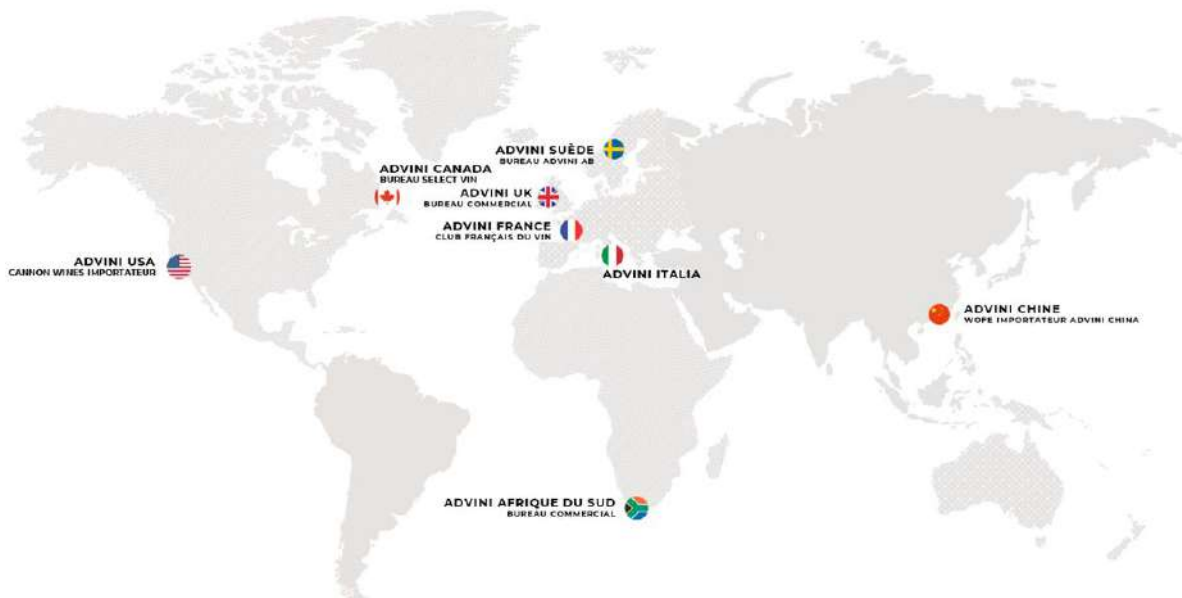 ADVINI SUÈDE
BUREAU ADVINI AB
ADVINI CANADA
BUREAU SELECT VIN
ADVINI UK
BUREAU COMMERCIAL
ADVINI FRANCE
CLUB FRANÇAIS DU VIN
ADVINI USA
CANNON WINES IMPORTATEUR
ADVINI ITALIA
ADVINI CHINE
WOFE IMPORTATEUR ADVINI CHINA
ADVINI AFRIQUE DU SUD
BUREAU COMMERCIAL